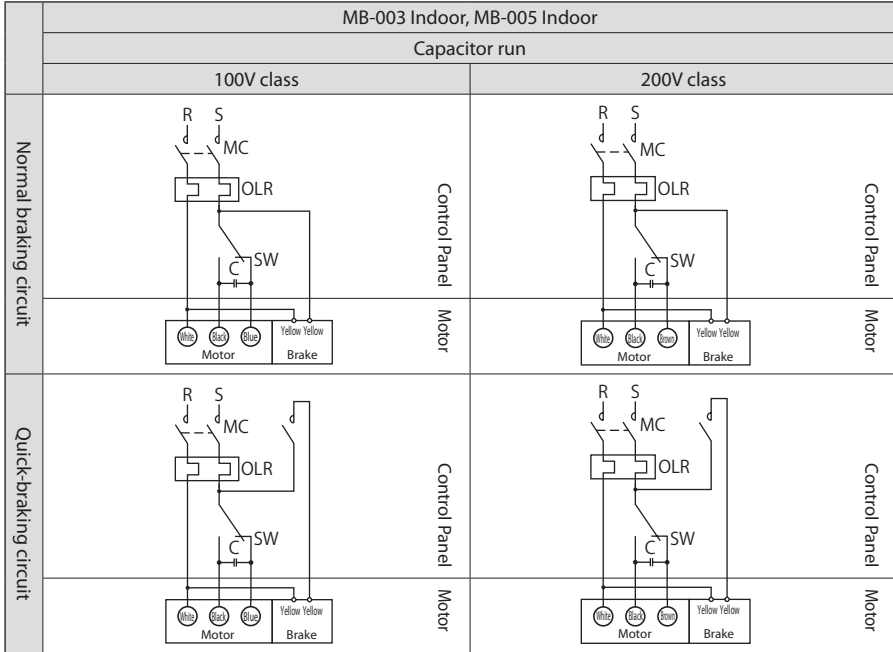 MB-003 Indoor, MB-005 Indoor
Capacitor run
100V class
200V class
Normal braking circuit
R S
MC
OLR
SW
C
Control Panel
White Black Blue Yellow Yellow
Motor Brake
Motor
R S
MC
OLR
SW
C
Control Panel
White Black Brown Yellow Yellow
Motor Brake
Motor
Quick-braking circuit
R S
MC
OLR
SW
C
Control Panel
White Black Blue Yellow Yellow
Motor Brake
Motor
R S
MC
OLR
SW
C
Control Panel
White Black Brown Yellow Yellow
Motor Brake
Motor